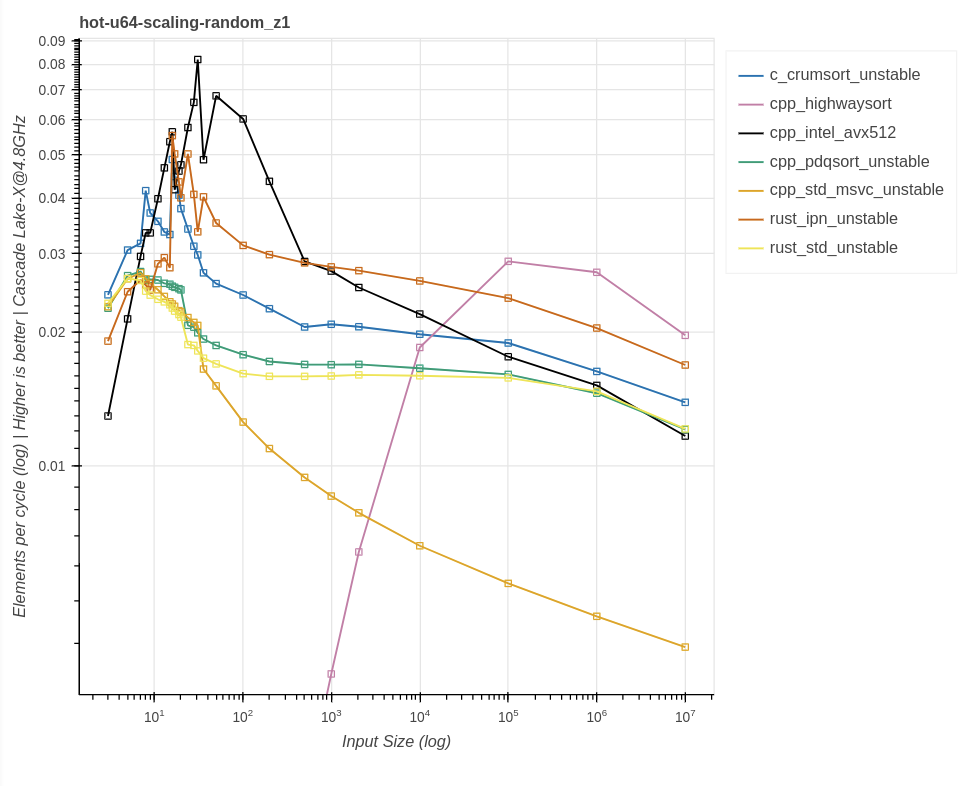 hot-u64-scaling-random_z1
Elements per cycle (log) | Higher is better | Cascade Lake-X@4.8GHz
0.09
0.08
0.07
0.06
0.05
0.04
0.03
0.02
0.01
10¹
10²
10³
10⁴
10⁵
10⁶
10⁷
Input Size (log)
c_crumsort_unstable
cpp_highwaysort
cpp_intel_avx512
cpp_pdqsort_unstable
cpp_std_msvc_unstable
rust_ipn_unstable
rust_std_unstable